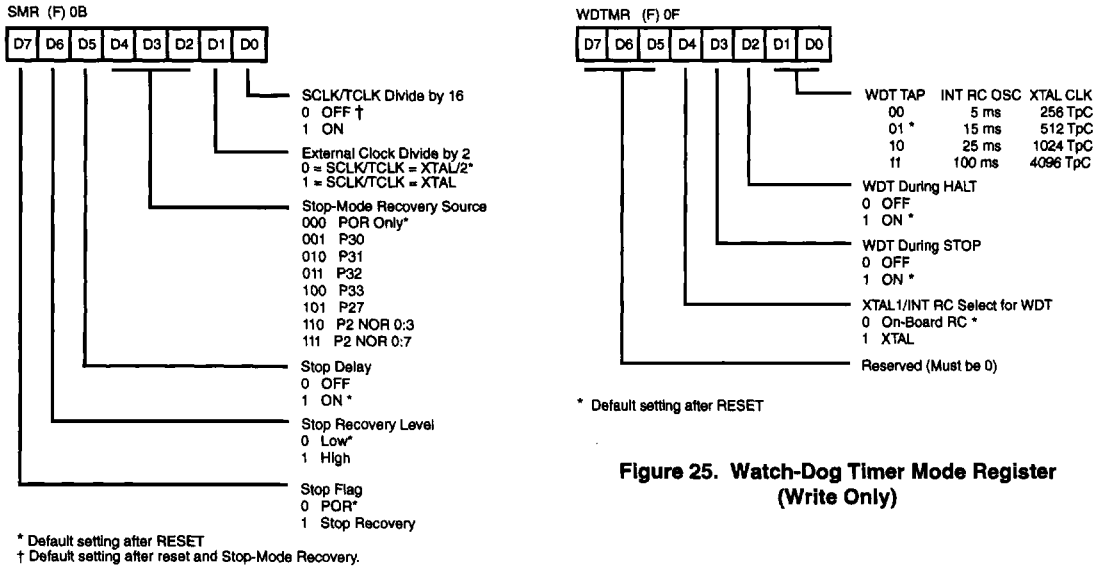 SMR (F) 0B
D7 D6 D5 D4 D3 D2 D1 D0
SCLK/TCLK Divide by 16
0 OFF †
1 ON
External Clock Divide by 2
0 = SCLK/TCLK = XTAL/2*
1 = SCLK/TCLK = XTAL
Stop-Mode Recovery Source
000 POR Only*
001 P30
010 P31
011 P32
100 P33
101 P27
110 P2 NOR 0:3
111 P2 NOR 0:7
Stop Delay
0 OFF
1 ON *
Stop Recovery Level
0 Low*
1 High
Stop Flag
0 POR*
1 Stop Recovery
* Default setting after RESET
† Default setting after reset and Stop-Mode Recovery.
WDTMR (F) 0F
D7 D6 D5 D4 D3 D2 D1 D0
WDT TAP INT RC OSC XTAL CLK
00 5 ms 256 TpC
01 * 15 ms 512 TpC
10 25 ms 1024 TpC
11 100 ms 4096 TpC
WDT During HALT
0 OFF
1 ON *
WDT During STOP
0 OFF
1 ON *
XTAL1/INT RC Select for WDT
0 On-Board RC *
1 XTAL
Reserved (Must be 0)
* Default setting after RESET
Figure 25. Watch-Dog Timer Mode Register
(Write Only)